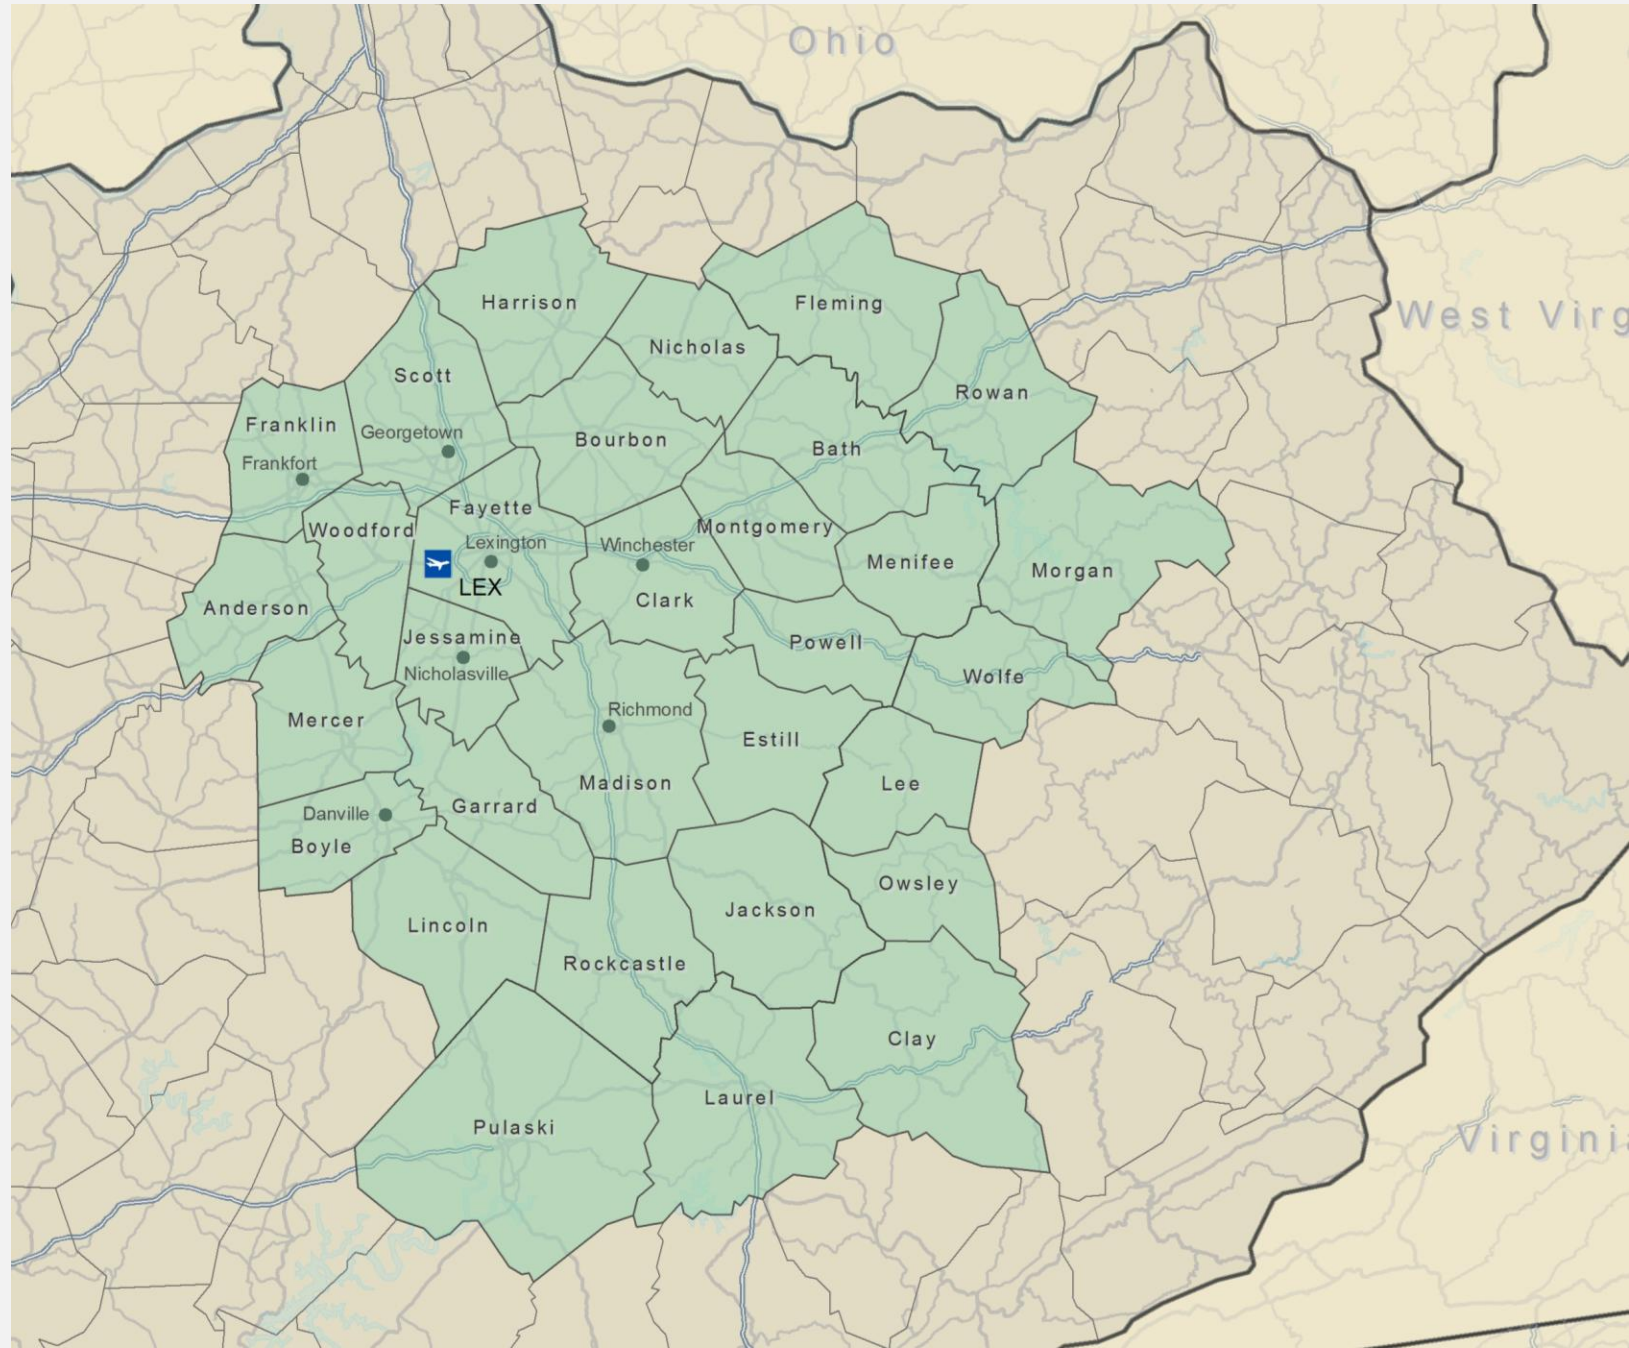 Ohio
Harrison
Fleming
West Virg
Nicholas
Scott
Rowan
Franklin
Georgetown
Bourbon
Bath
Frankfort
Fayette
Woodford
Montgomery
Lexington
Winchester
Menifee
Morgan
LEX
Clark
Anderson
Jessamine
Powell
Nicholasville
Wolfe
Richmond
Mercer
Estill
Madison
Lee
Garrard
Danville
Boyle
Owsley
Jackson
Lincoln
Rockcastle
Clay
Laurel
Pulaski
Virginia